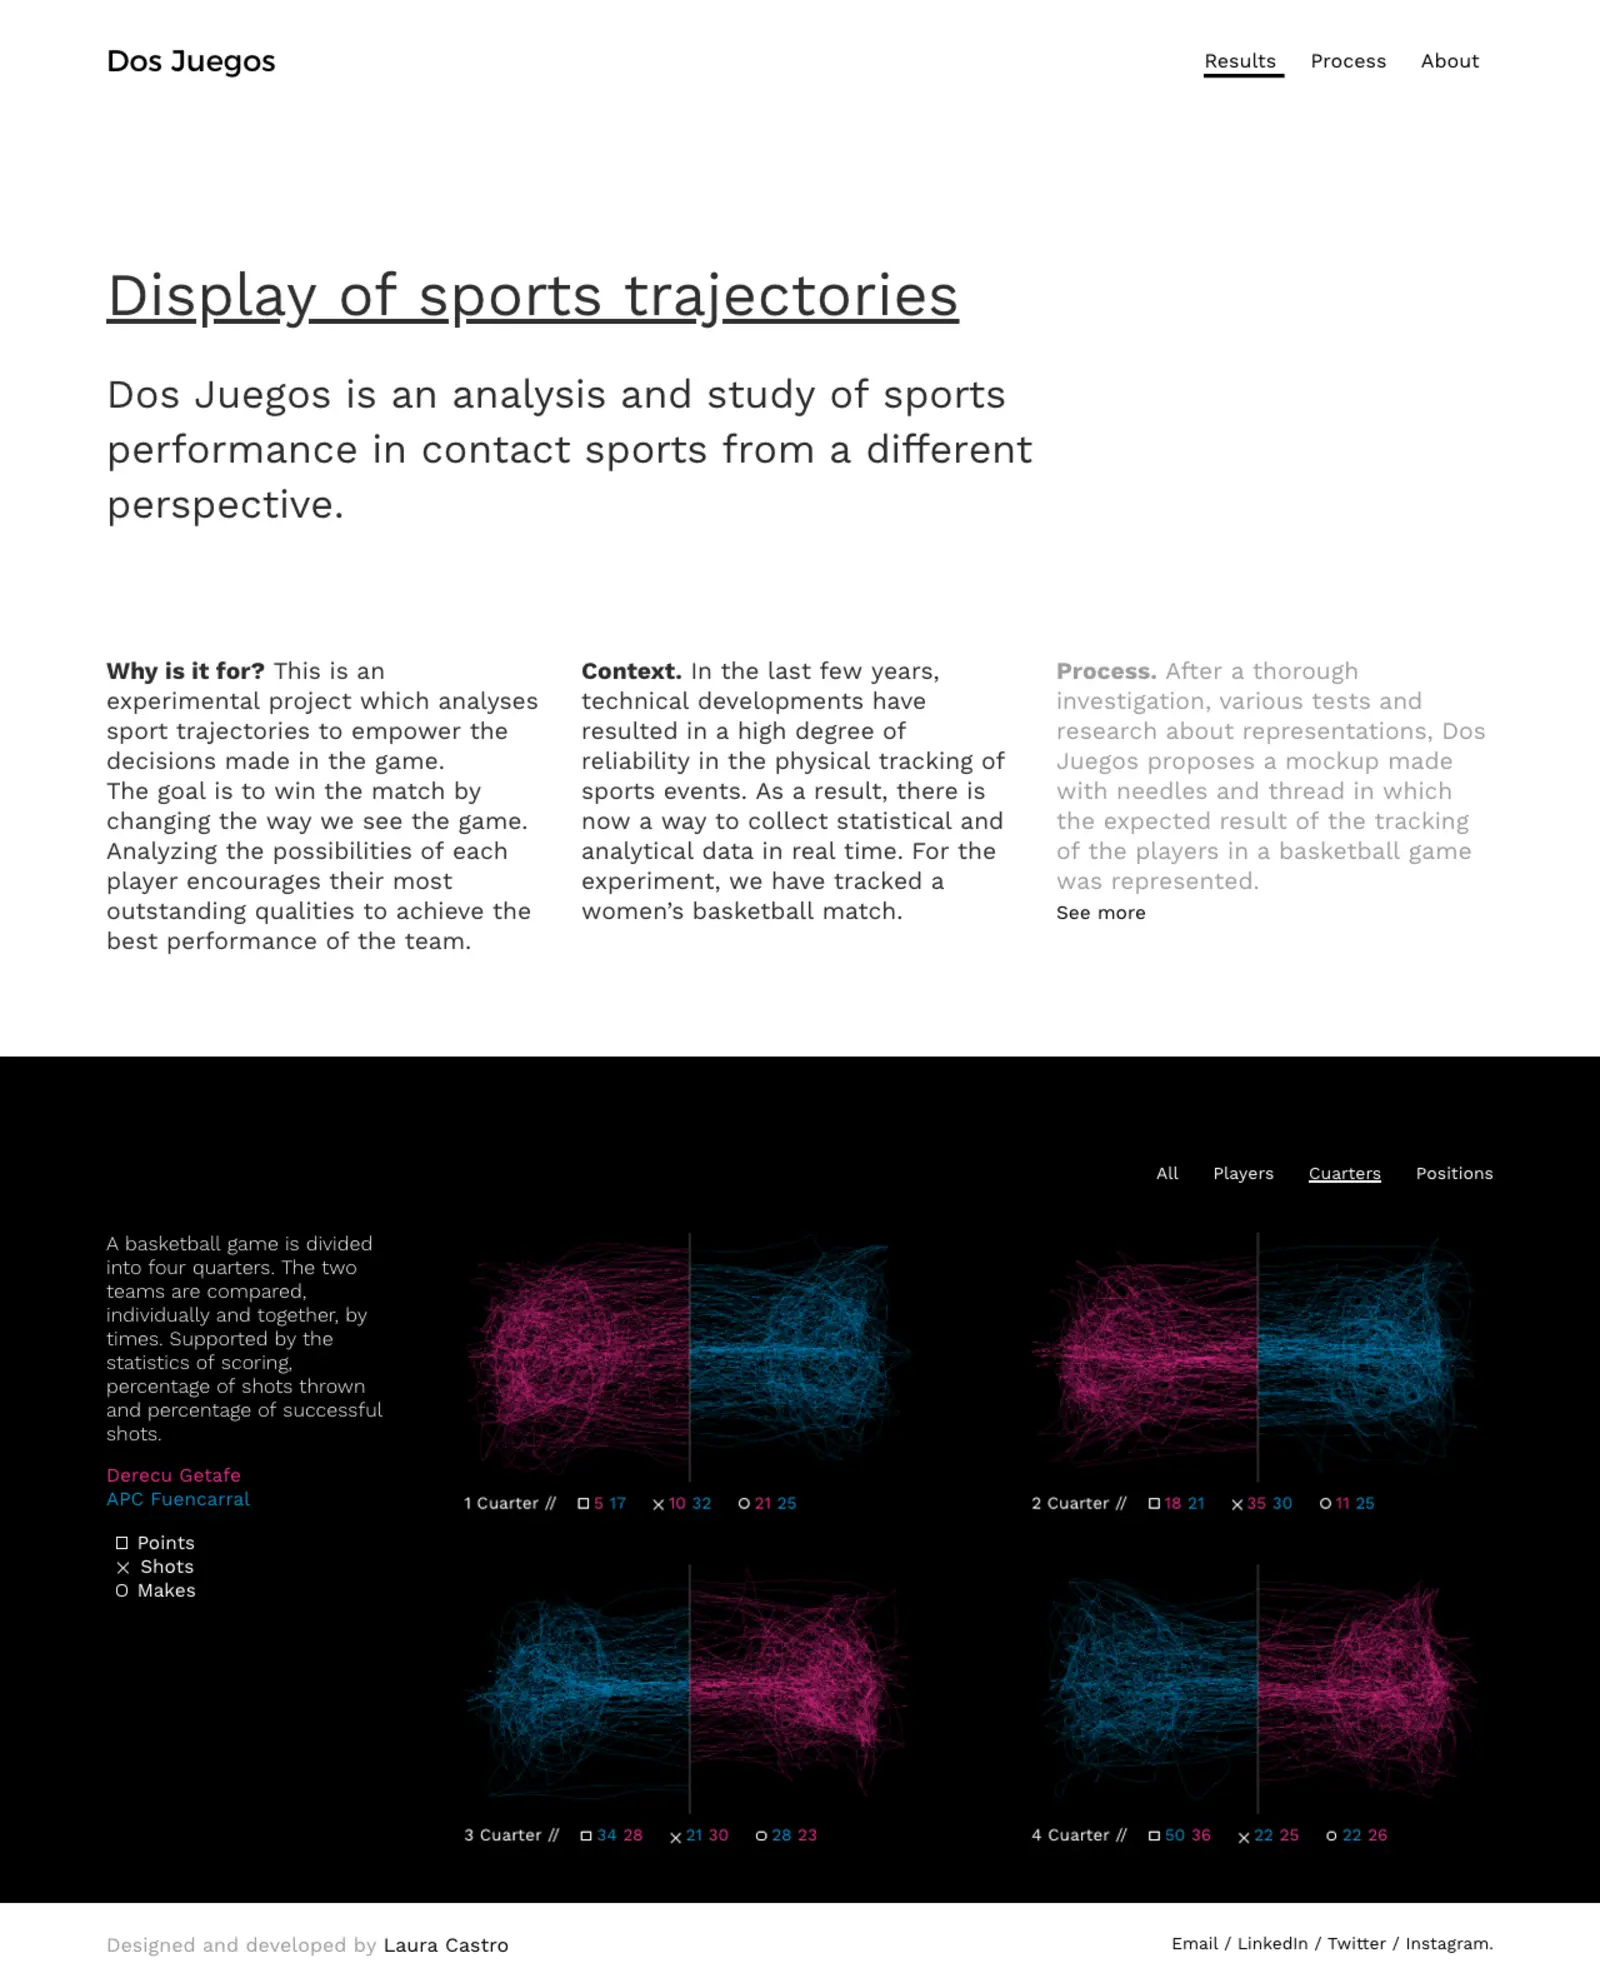 Dos Juegos
Results Process About
Display of sports trajectories
Dos Juegos is an analysis and study of sports
performance in contact sports from a different
perspective.
Why is it for? This is an
experimental project which analyses
sport trajectories to empower the
decisions made in the game.
The goal is to win the match by
changing the way we see the game.
Analyzing the possibilities of each
player encourages their most
outstanding qualities to achieve the
best performance of the team.
Context. In the last few years,
technical developments have
resulted in a high degree of
reliability in the physical tracking of
sports events. As a result, there is
now a way to collect statistical and
analytical data in real time. For the
experiment, we have tracked a
women’s basketball match.
Process. After a thorough
investigation, various tests and
research about representations, Dos
Juegos proposes a mockup made
with needles and thread in which
the expected result of the tracking
of the players in a basketball game
was represented.
See more
All Players Cuarters Positions
A basketball game is divided
into four quarters. The two
teams are compared,
individually and together, by
times. Supported by the
statistics of scoring,
percentage of shots thrown
and percentage of successful
shots.
Derecu Getafe
APC Fuencarral
Points
Shots
Makes
1 Cuarter // 5 17 10 32 21 25
2 Cuarter // 18 21 35 30 11 25
3 Cuarter // 34 28 21 30 28 23
4 Cuarter // 50 36 22 25 22 26
Designed and developed by Laura Castro
Email / LinkedIn / Twitter / Instagram.